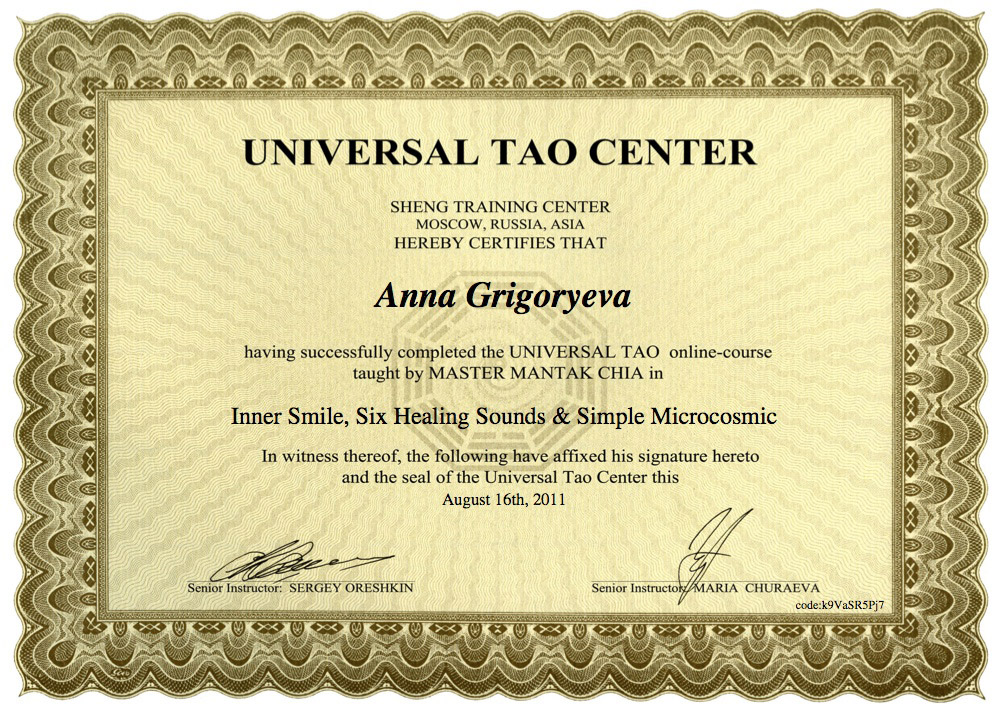 UNIVERSAL TAO CENTER
SHENG TRAINING CENTER
MOSCOW, RUSSIA, ASIA
HEREBY CERTIFIES THAT
Anna Grigoryeva
having successfully completed the UNIVERSAL TAO online-course
taught by MASTER MANTAK CHIA in
Inner Smile, Six Healing Sounds & Simple Microcosmic
In witness thereof, the following have affixed his signature hereto
and the seal of the Universal Tao Center this
August 16th, 2011
Senior Instructor: SERGEY ORESHKIN
Senior Instructor: MARIA CHURAEVA
code:k9VaSR5Pj7